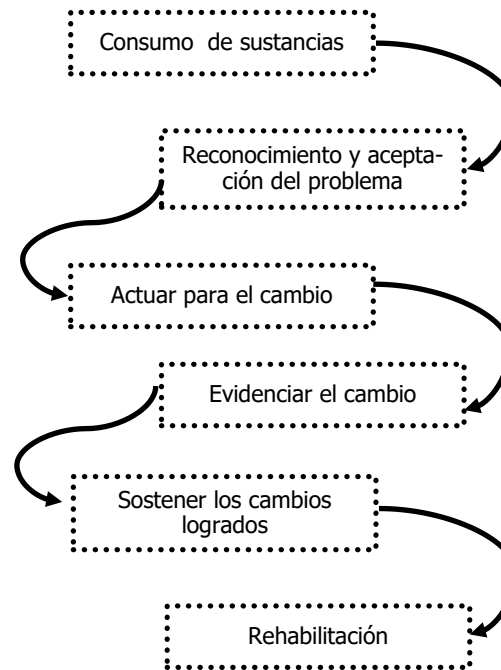 Consumo de sustancias
Reconocimiento y acepta-
ción del problema
Actuar para el cambio
Evidenciar el cambio
Sostener los cambios
logrados
Rehabilitación